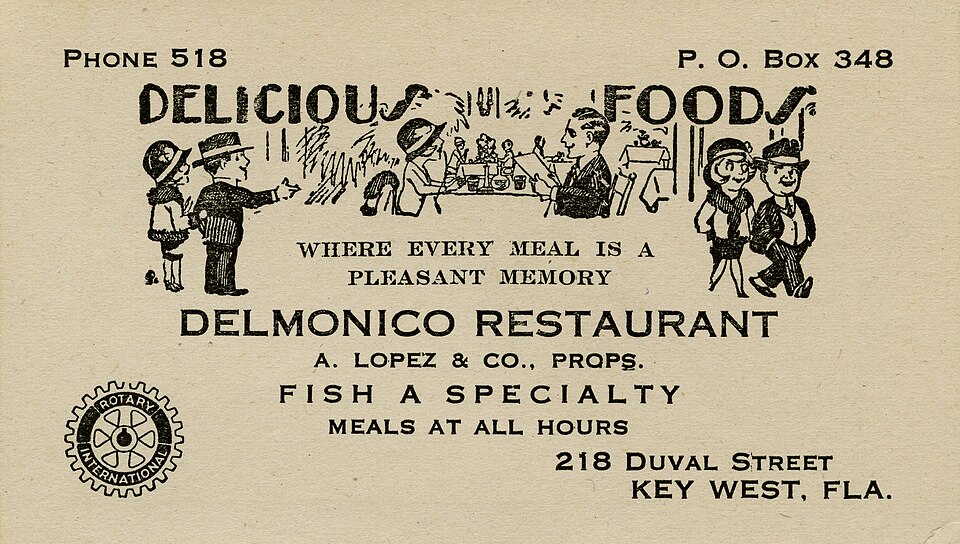 PHONE 518
P. O. BOX 348
DELICIOUS FOODS
WHERE EVERY MEAL IS A
PLEASANT MEMORY
DELMONICO RESTAURANT
A. LOPEZ & CO., PROPS.
FISH A SPECIALTY
MEALS AT ALL HOURS
ROTARY
INTERNATIONAL
218 DUVAL STREET
KEY WEST, FLA.